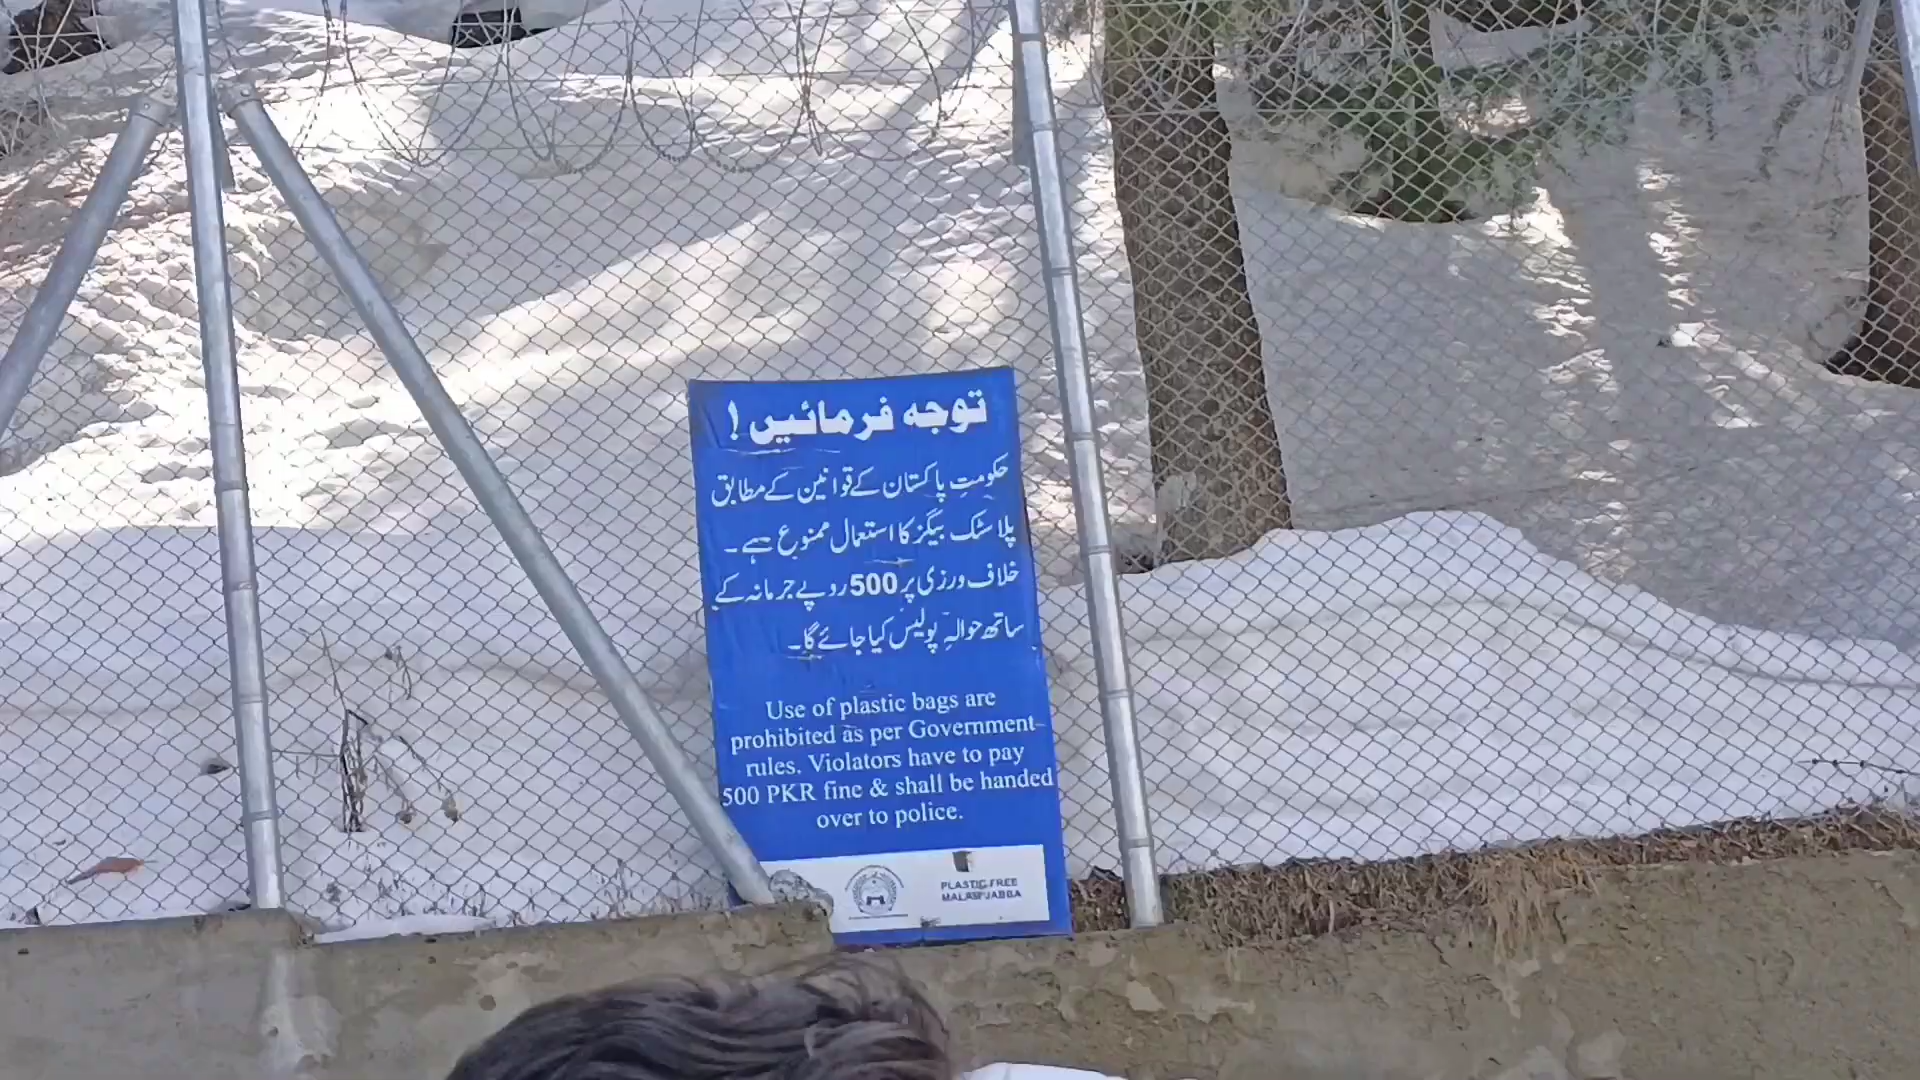 توجہ فرمائیں!
حکومتِ پاکستان کے قوانین کے مطابق
پلاسٹک بیگز کا استعمال ممنوع ہے۔
خلاف ورزی پر 500 روپے جرمانہ کے
ساتھ حوالہِ پولیس کیا جائے گا۔
Use of plastic bags are
prohibited as per Government
rules. Violators have to pay
500 PKR fine & shall be handed
over to police.
PLASTIC FREE
MALAM JABBA